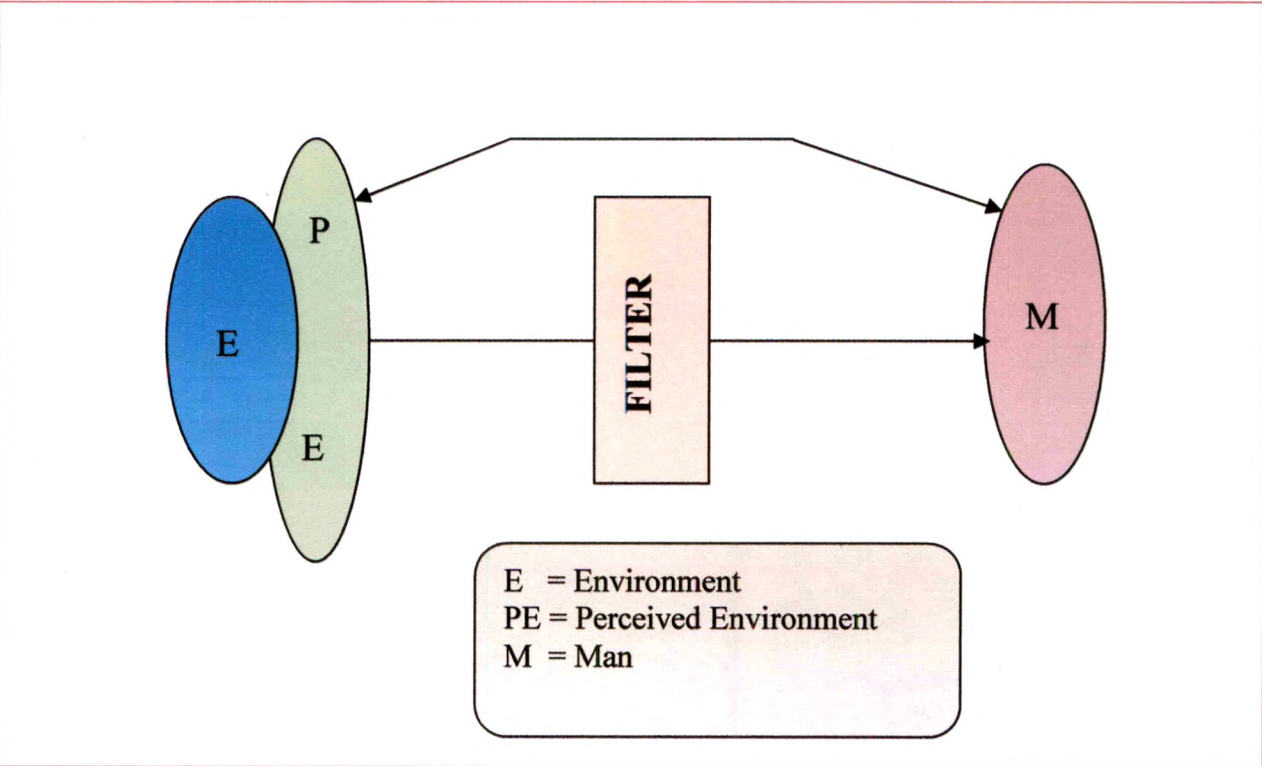 P
E
E
M
FILTER
E = Environment
PE = Perceived Environment
M = Man